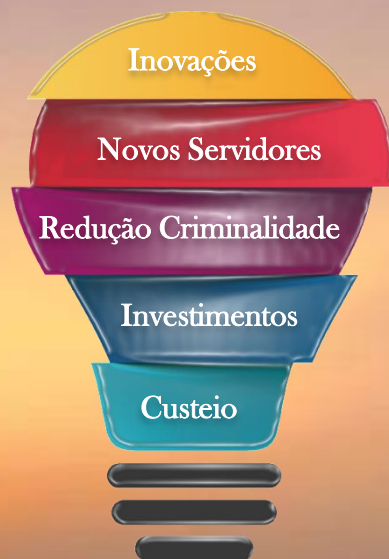 Inovações
Novos Servidores
Redução Criminalidade
Investimentos
Custeio